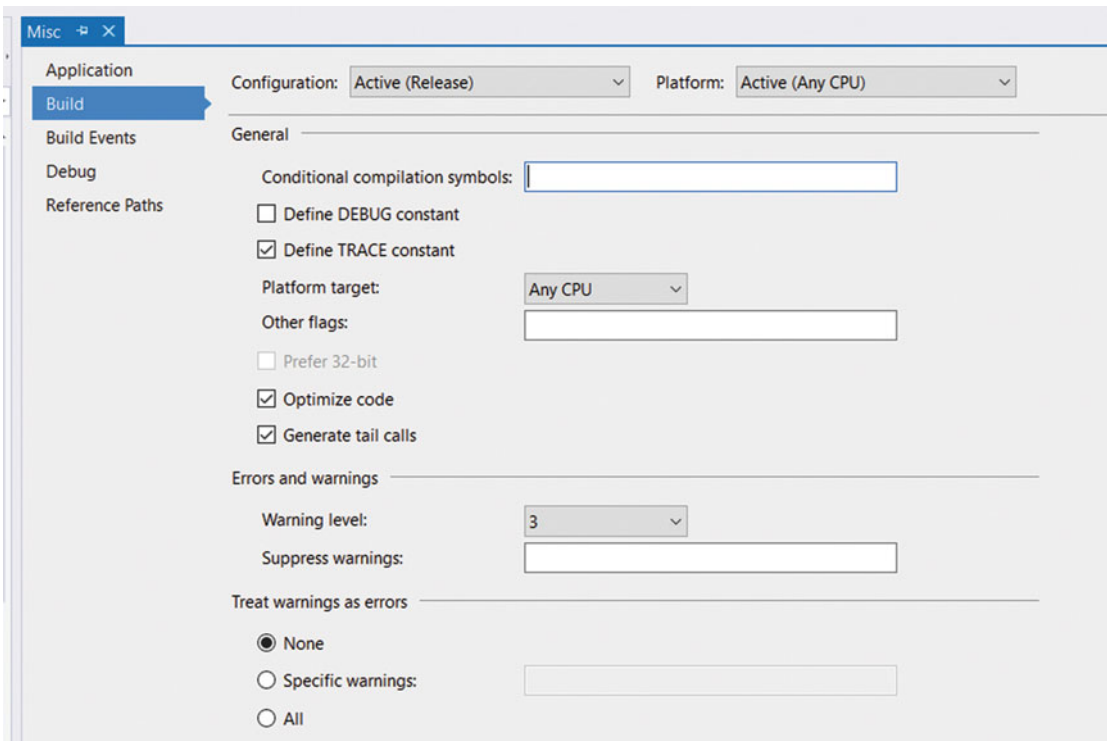 Misc
Application
Build
Build Events
Debug
Reference Paths
Configuration: Active (Release) Platform: Active (Any CPU)
General
Conditional compilation symbols:
Define DEBUG constant
Define TRACE constant
Platform target: Any CPU
Other flags:
Prefer 32-bit
Optimize code
Generate tail calls
Errors and warnings
Warning level: 3
Suppress warnings:
Treat warnings as errors
None
Specific warnings:
All